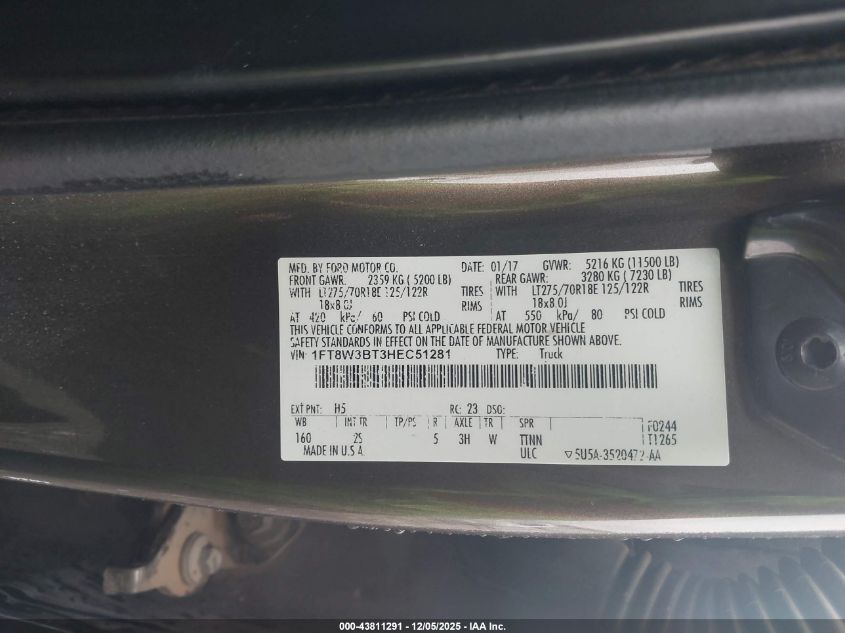 MFD. BY FORD MOTOR CO. DATE: 01/17 GVWR: 5216 KG (11500 LB)
FRONT GAWR: 2359 KG ( 5200 LB) REAR GAWR: 3280 KG ( 7230 LB)
WITH LT275/70R18E 125/122R TIRES WITH LT275/70R18E 125/122R TIRES
18x8.0J RIMS 18x8.0J RIMS
AT 420 kPa/ 60 PSI COLD AT 550 kPa/ 80 PSI COLD
THIS VEHICLE CONFORMS TO ALL APPLICABLE FEDERAL MOTOR VEHICLE
SAFETY STANDARDS IN EFFECT ON THE DATE OF MANUFACTURE SHOWN ABOVE.
VIN: 1FT8W3BT3HEC51281 TYPE: Truck
EXT PNT: H5 RC: 23 DSO:
WB INT TR TP/PS R AXLE TR SPR F0244
160 2S 5 3H W TTNN T1265
MADE IN U.S.A. ULC 5U5A-3520472-AA
000-43811291 - 12/05/2025 - IAA Inc.